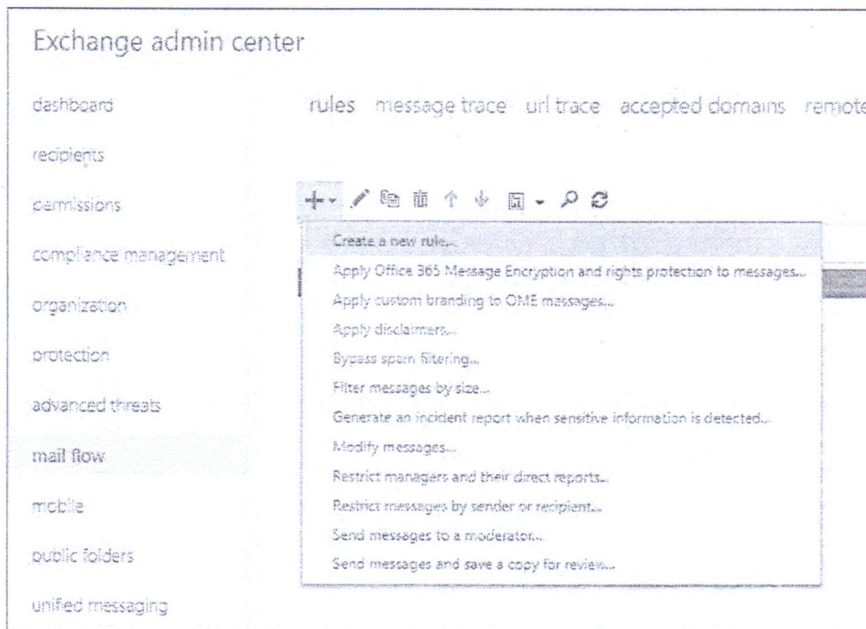 Exchange admin center
dashboard
rules message trace url trace accepted domains remote
recipients
permissions
compliance management
organization
protection
advanced threats
mail flow
mobile
public folders
unified messaging
Create a new rule...
Apply Office 365 Message Encryption and rights protection to messages...
Apply custom branding to OME messages...
Apply disclaimers...
Bypass spam filtering...
Filter messages by size...
Generate an incident report when sensitive information is detected...
Modify messages...
Restrict managers and their direct reports...
Restrict messages by sender or recipient...
Send messages to a moderator...
Send messages and save a copy for review...